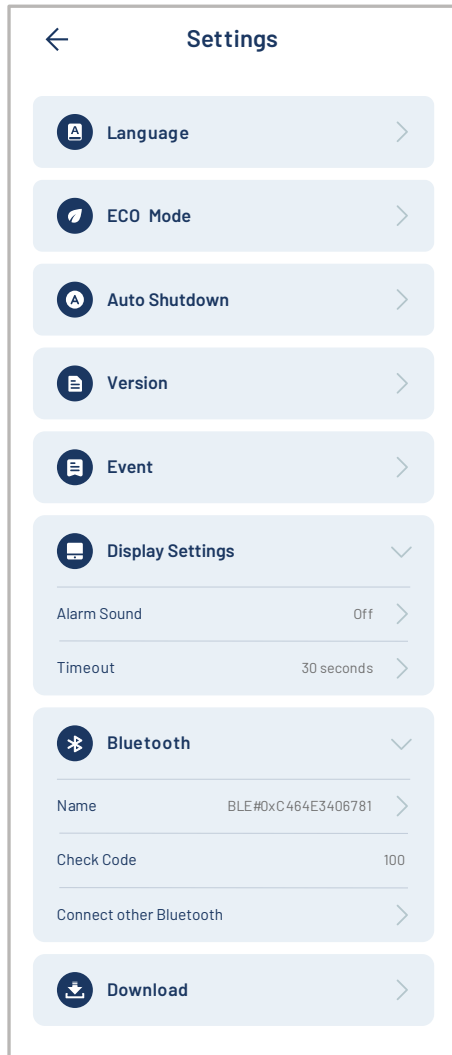 Settings
Language
ECO Mode
Auto Shutdown
Version
Event
Display Settings
Alarm Sound Off
Timeout 30 seconds
Bluetooth
Name BLE#0xC464E3406781
Check Code 100
Connect other Bluetooth
Download